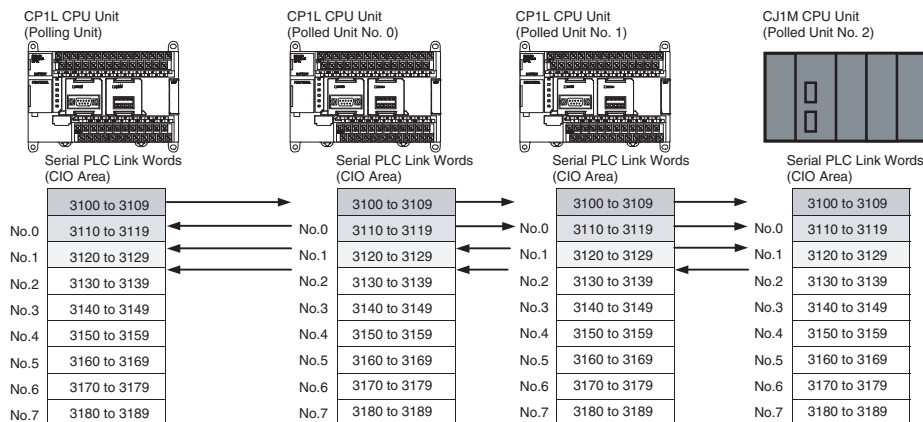 CP1L CPU Unit
(Polling Unit)
CP1L CPU Unit
(Polled Unit No. 0)
CP1L CPU Unit
(Polled Unit No. 1)
CJ1M CPU Unit
(Polled Unit No. 2)
Serial PLC Link Words
(CIO Area)
3100 to 3109
No.0 3110 to 3119
No.1 3120 to 3129
No.2 3130 to 3139
No.3 3140 to 3149
No.4 3150 to 3159
No.5 3160 to 3169
No.6 3170 to 3179
No.7 3180 to 3189
Serial PLC Link Words
(CIO Area)
3100 to 3109
No.0 3110 to 3119
No.1 3120 to 3129
No.2 3130 to 3139
No.3 3140 to 3149
No.4 3150 to 3159
No.5 3160 to 3169
No.6 3170 to 3179
No.7 3180 to 3189
Serial PLC Link Words
(CIO Area)
3100 to 3109
No.0 3110 to 3119
No.1 3120 to 3129
No.2 3130 to 3139
No.3 3140 to 3149
No.4 3150 to 3159
No.5 3160 to 3169
No.6 3170 to 3179
No.7 3180 to 3189
Serial PLC Link Words
(CIO Area)
3100 to 3109
No.0 3110 to 3119
No.1 3120 to 3129
No.2 3130 to 3139
No.3 3140 to 3149
No.4 3150 to 3159
No.5 3160 to 3169
No.6 3170 to 3179
No.7 3180 to 3189